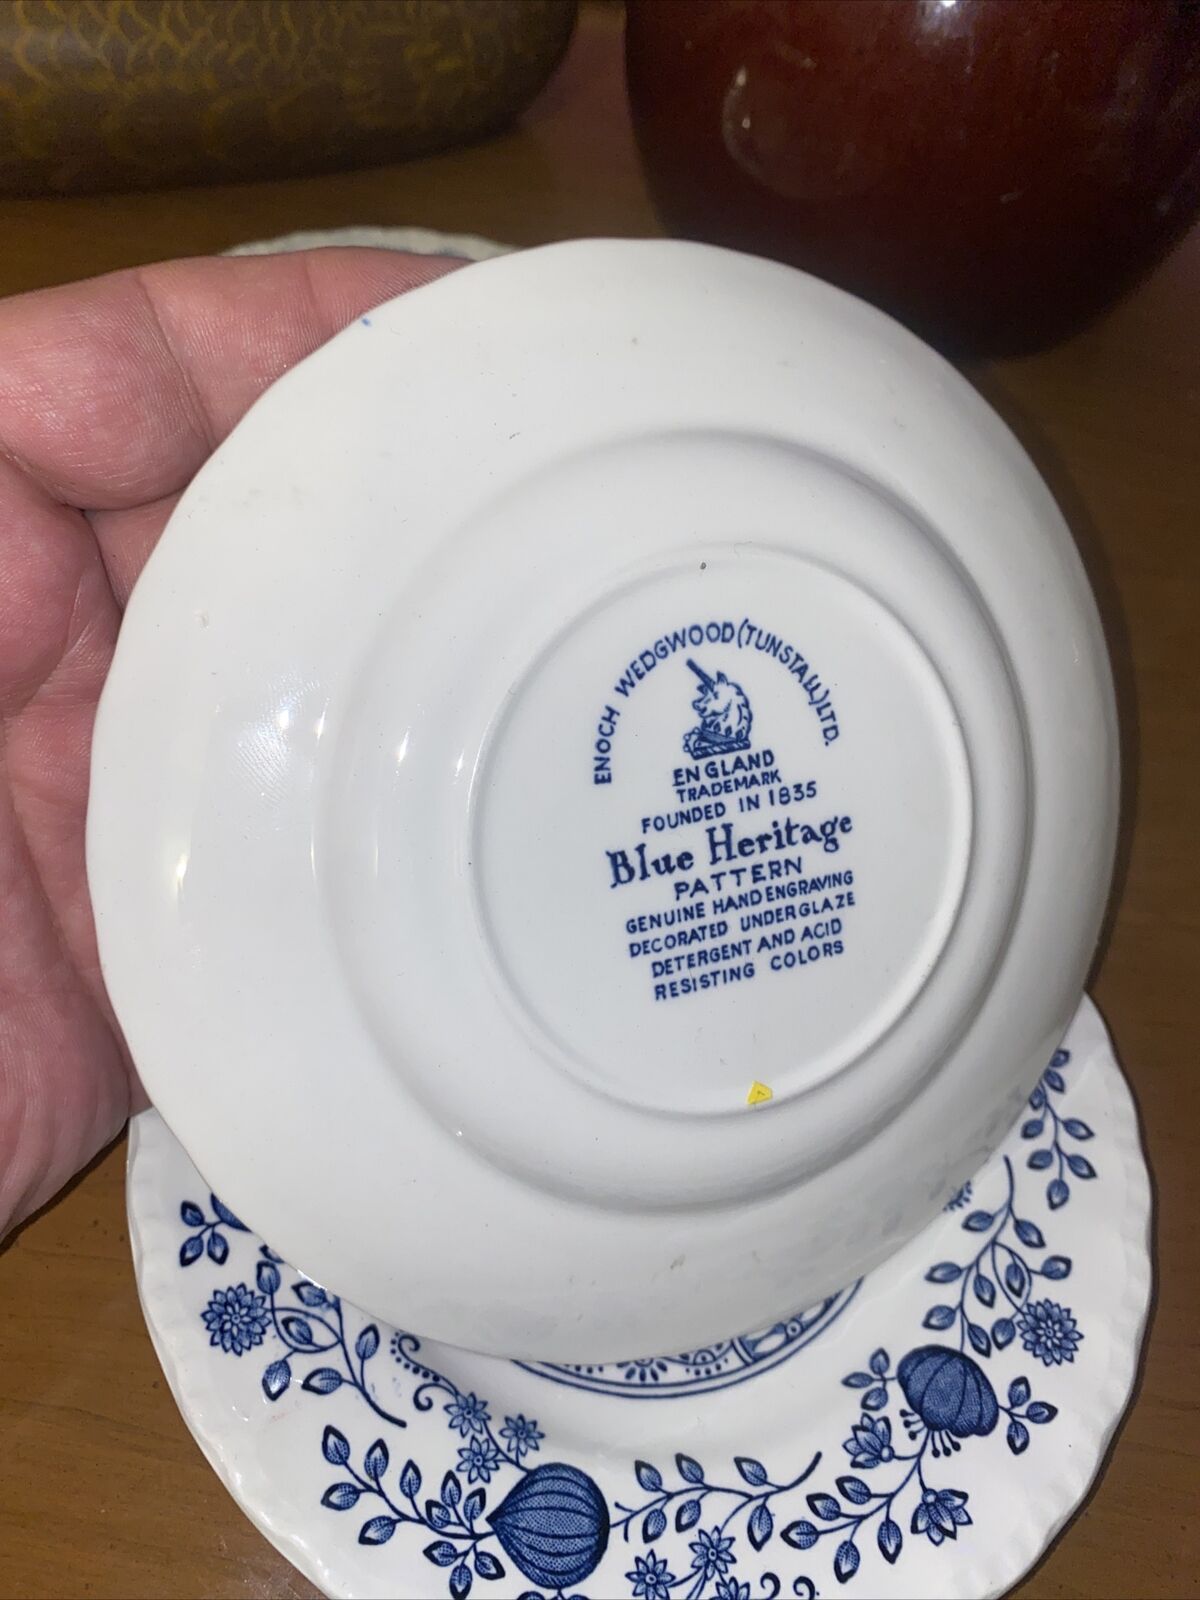 ENOCH WEDGWOOD (TUNSTALL) LTD.
ENGLAND
TRADEMARK
FOUNDED IN 1835
Blue Heritage
PATTERN
GENUINE HAND ENGRAVING
DECORATED UNDERGLAZE
DETERGENT AND ACID
RESISTING COLORS